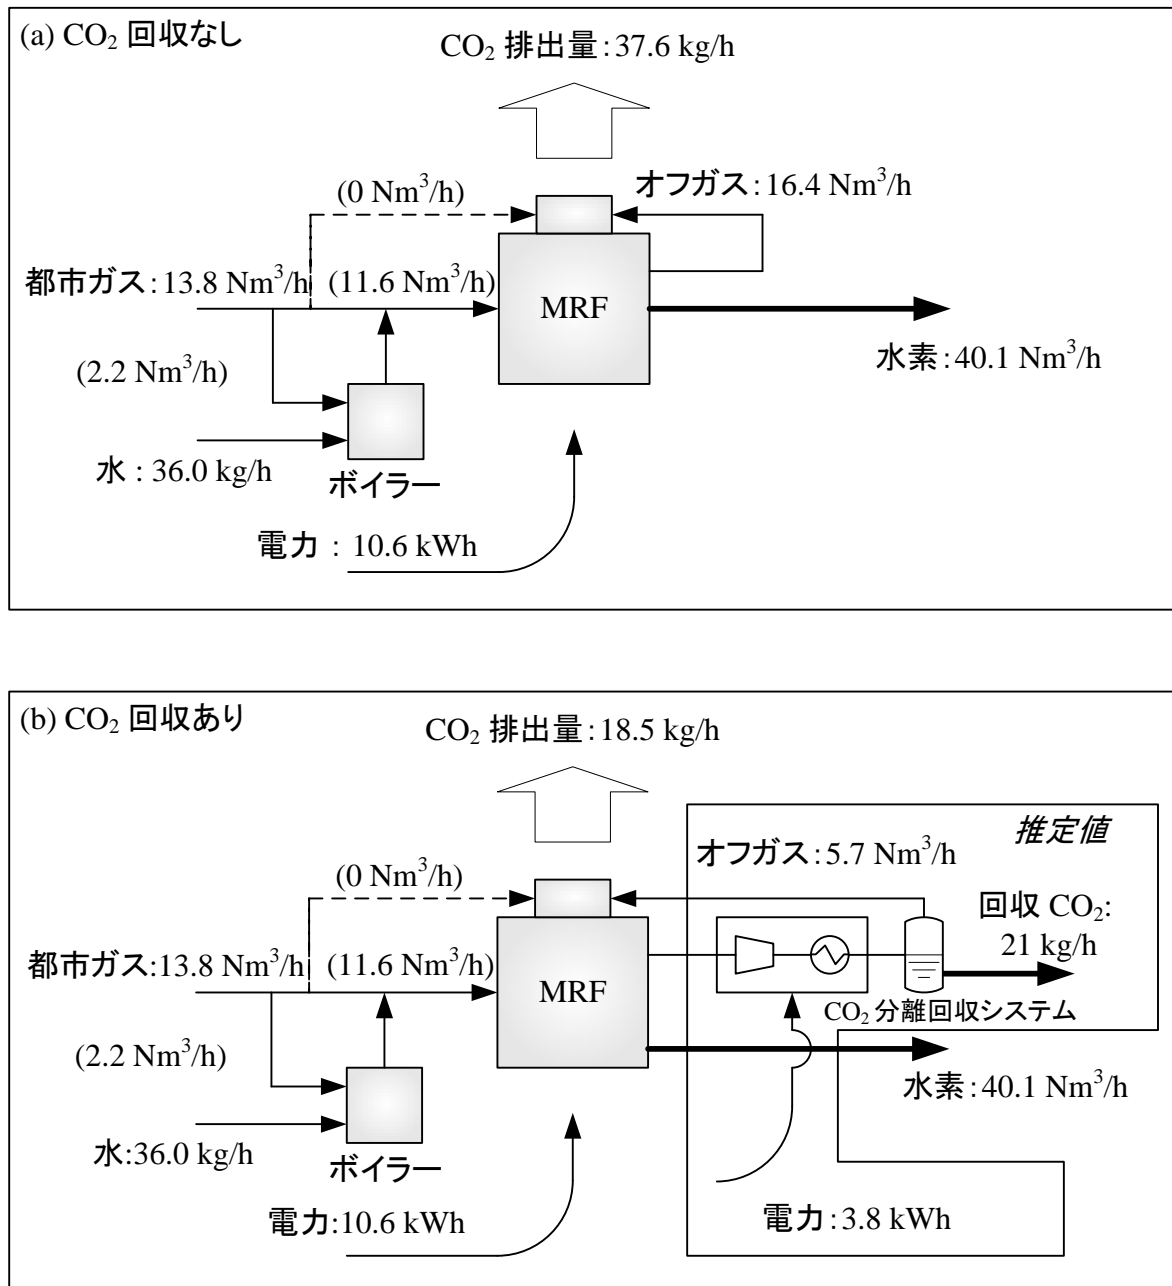 (a) CO₂ 回収なし
CO₂ 排出量:37.6 kg/h
(0 Nm³/h)
オフガス:16.4 Nm³/h
都市ガス:13.8 Nm³/h
(11.6 Nm³/h)
MRF
水素:40.1 Nm³/h
(2.2 Nm³/h)
水 : 36.0 kg/h
ボイラー
電力 : 10.6 kWh
(b) CO₂ 回収あり
CO₂ 排出量:18.5 kg/h
推定値
オフガス:5.7 Nm³/h
(0 Nm³/h)
回収 CO₂:
21 kg/h
都市ガス:13.8 Nm³/h
(11.6 Nm³/h)
MRF
CO₂ 分離回収システム
(2.2 Nm³/h)
水素:40.1 Nm³/h
水:36.0 kg/h
ボイラー
電力:10.6 kWh
電力:3.8 kWh